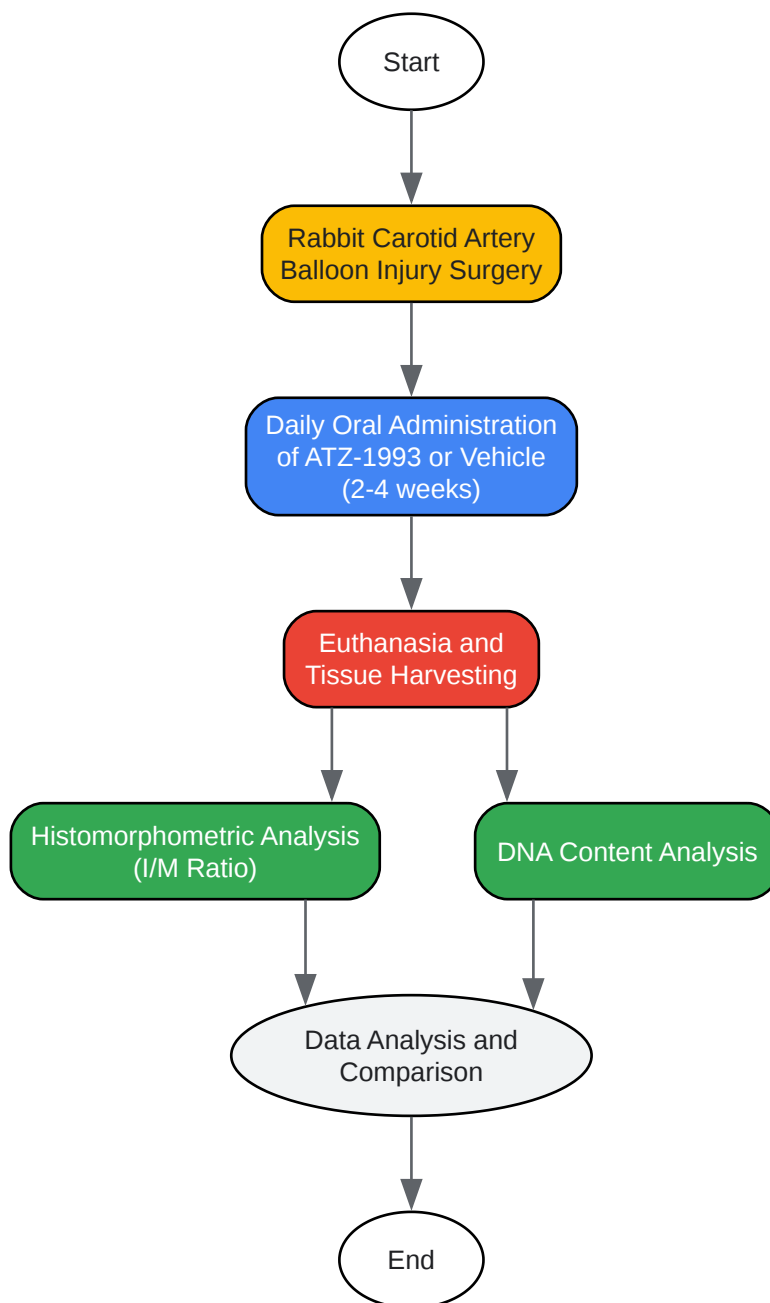 Start
Rabbit Carotid Artery
Balloon Injury Surgery
Daily Oral Administration
of ATZ-1993 or Vehicle
(2-4 weeks)
Euthanasia and
Tissue Harvesting
Histomorphometric Analysis
(I/M Ratio)
DNA Content Analysis
Data Analysis and
Comparison
End